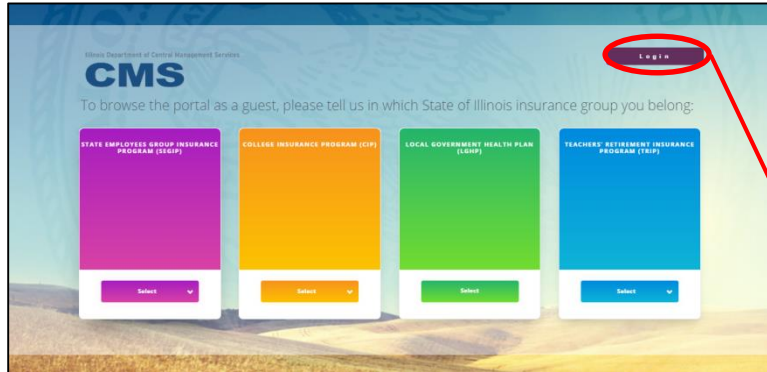 Illinois Department of Central Management Services
CMS
Login
To browse the portal as a guest, please tell us in which State of Illinois insurance group you belong:
STATE EMPLOYEES GROUP INSURANCE
PROGRAM (SEGIP)
COLLEGE INSURANCE PROGRAM (CIP)
LOCAL GOVERNMENT HEALTH PLAN
(LGHP)
TEACHERS' RETIREMENT INSURANCE
PROGRAM (TRIP)
Select
Select
Select
Select